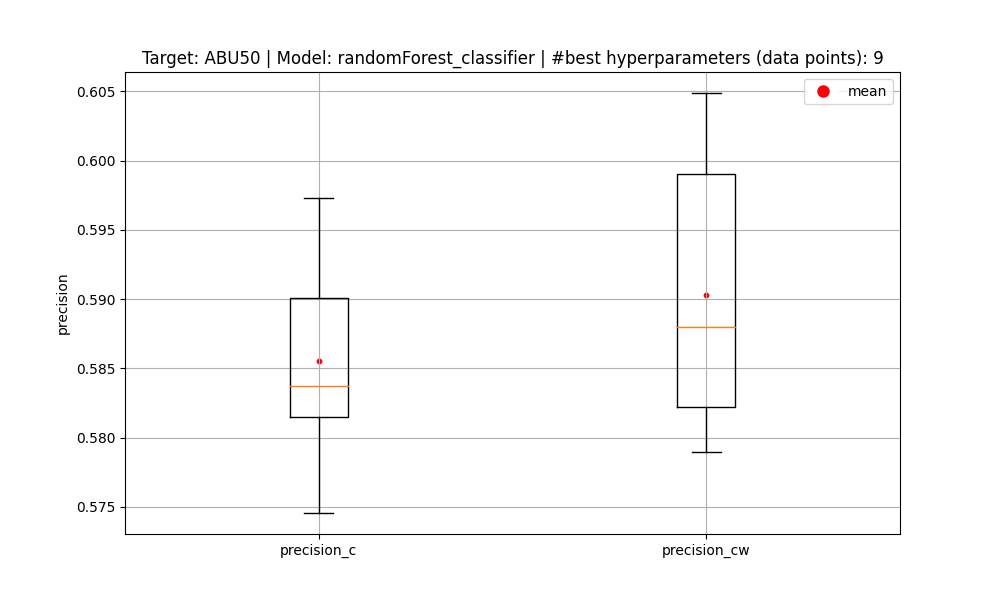 Target: ABU50 | Model: randomForest_classifier | #best hyperparameters (data points): 9
mean
0.605
0.600
0.595
0.590
0.585
0.580
0.575
precision
precision_c
precision_cw